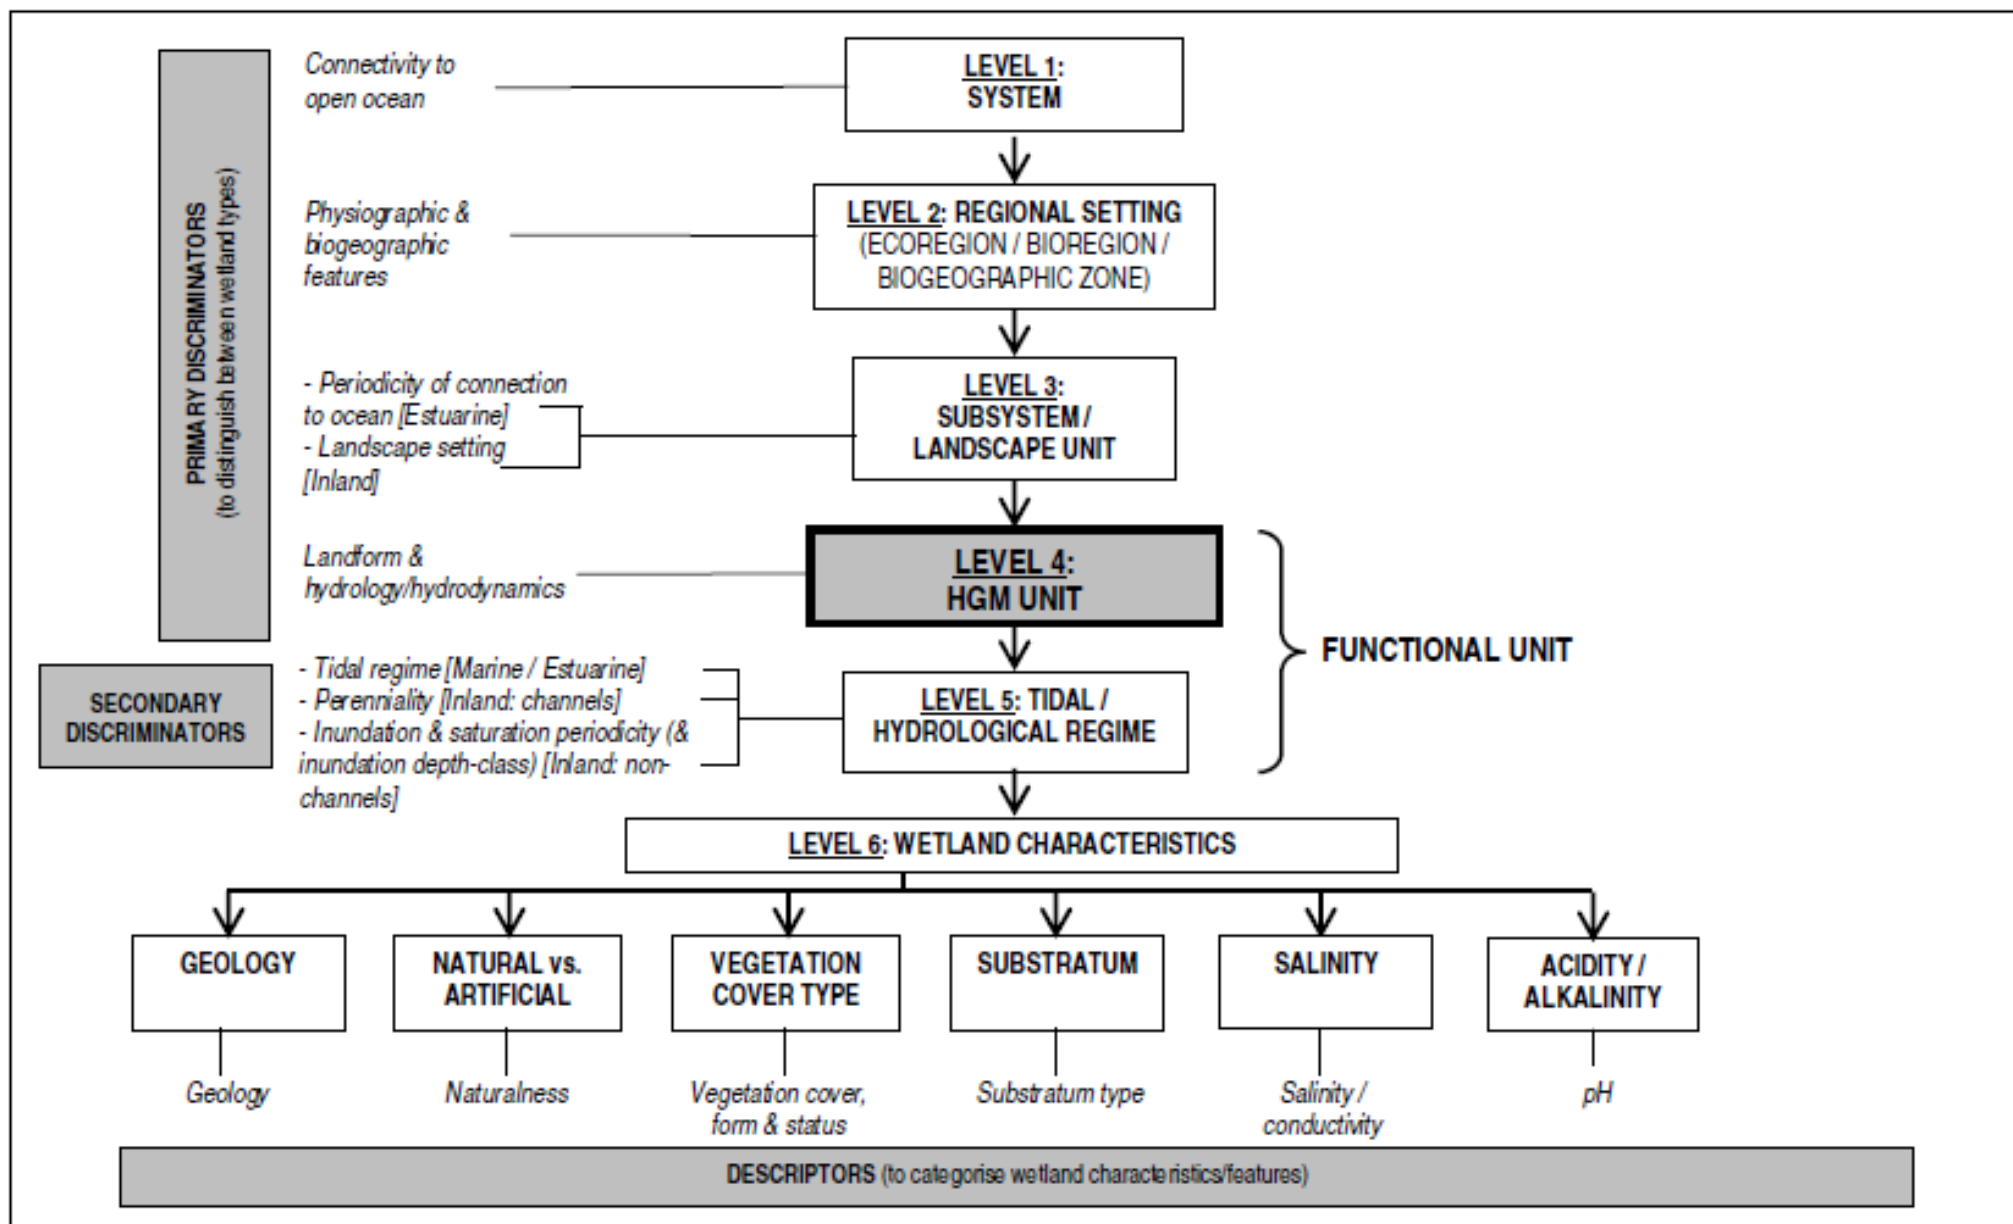 PRIMARY DISCRIMINATORS
(to distinguish between wetland types)
Connectivity to
open ocean
LEVEL 1:
SYSTEM
Physiographic &
biogeographic
features
LEVEL 2: REGIONAL SETTING
(ECOREGION / BIOREGION /
BIOGEOGRAPHIC ZONE)
- Periodicity of connection
to ocean [Estuarine]
- Landscape setting
[Inland]
LEVEL 3:
SUBSYSTEM /
LANDSCAPE UNIT
Landform &
hydrology/hydrodynamics
LEVEL 4:
HGM UNIT
FUNCTIONAL UNIT
SECONDARY
DISCRIMINATORS
- Tidal regime [Marine / Estuarine]
- Perenniality [Inland: channels]
- Inundation & saturation periodicity (&
inundation depth-class) [Inland: non-
channels]
LEVEL 5: TIDAL /
HYDROLOGICAL REGIME
LEVEL 6: WETLAND CHARACTERISTICS
GEOLOGY
NATURAL vs.
ARTIFICIAL
VEGETATION
COVER TYPE
SUBSTRATUM
SALINITY
ACIDITY /
ALKALINITY
Geology
Naturalness
Vegetation cover,
form & status
Substratum type
Salinity /
conductivity
pH
DESCRIPTORS (to categorise wetland characteristics/features)